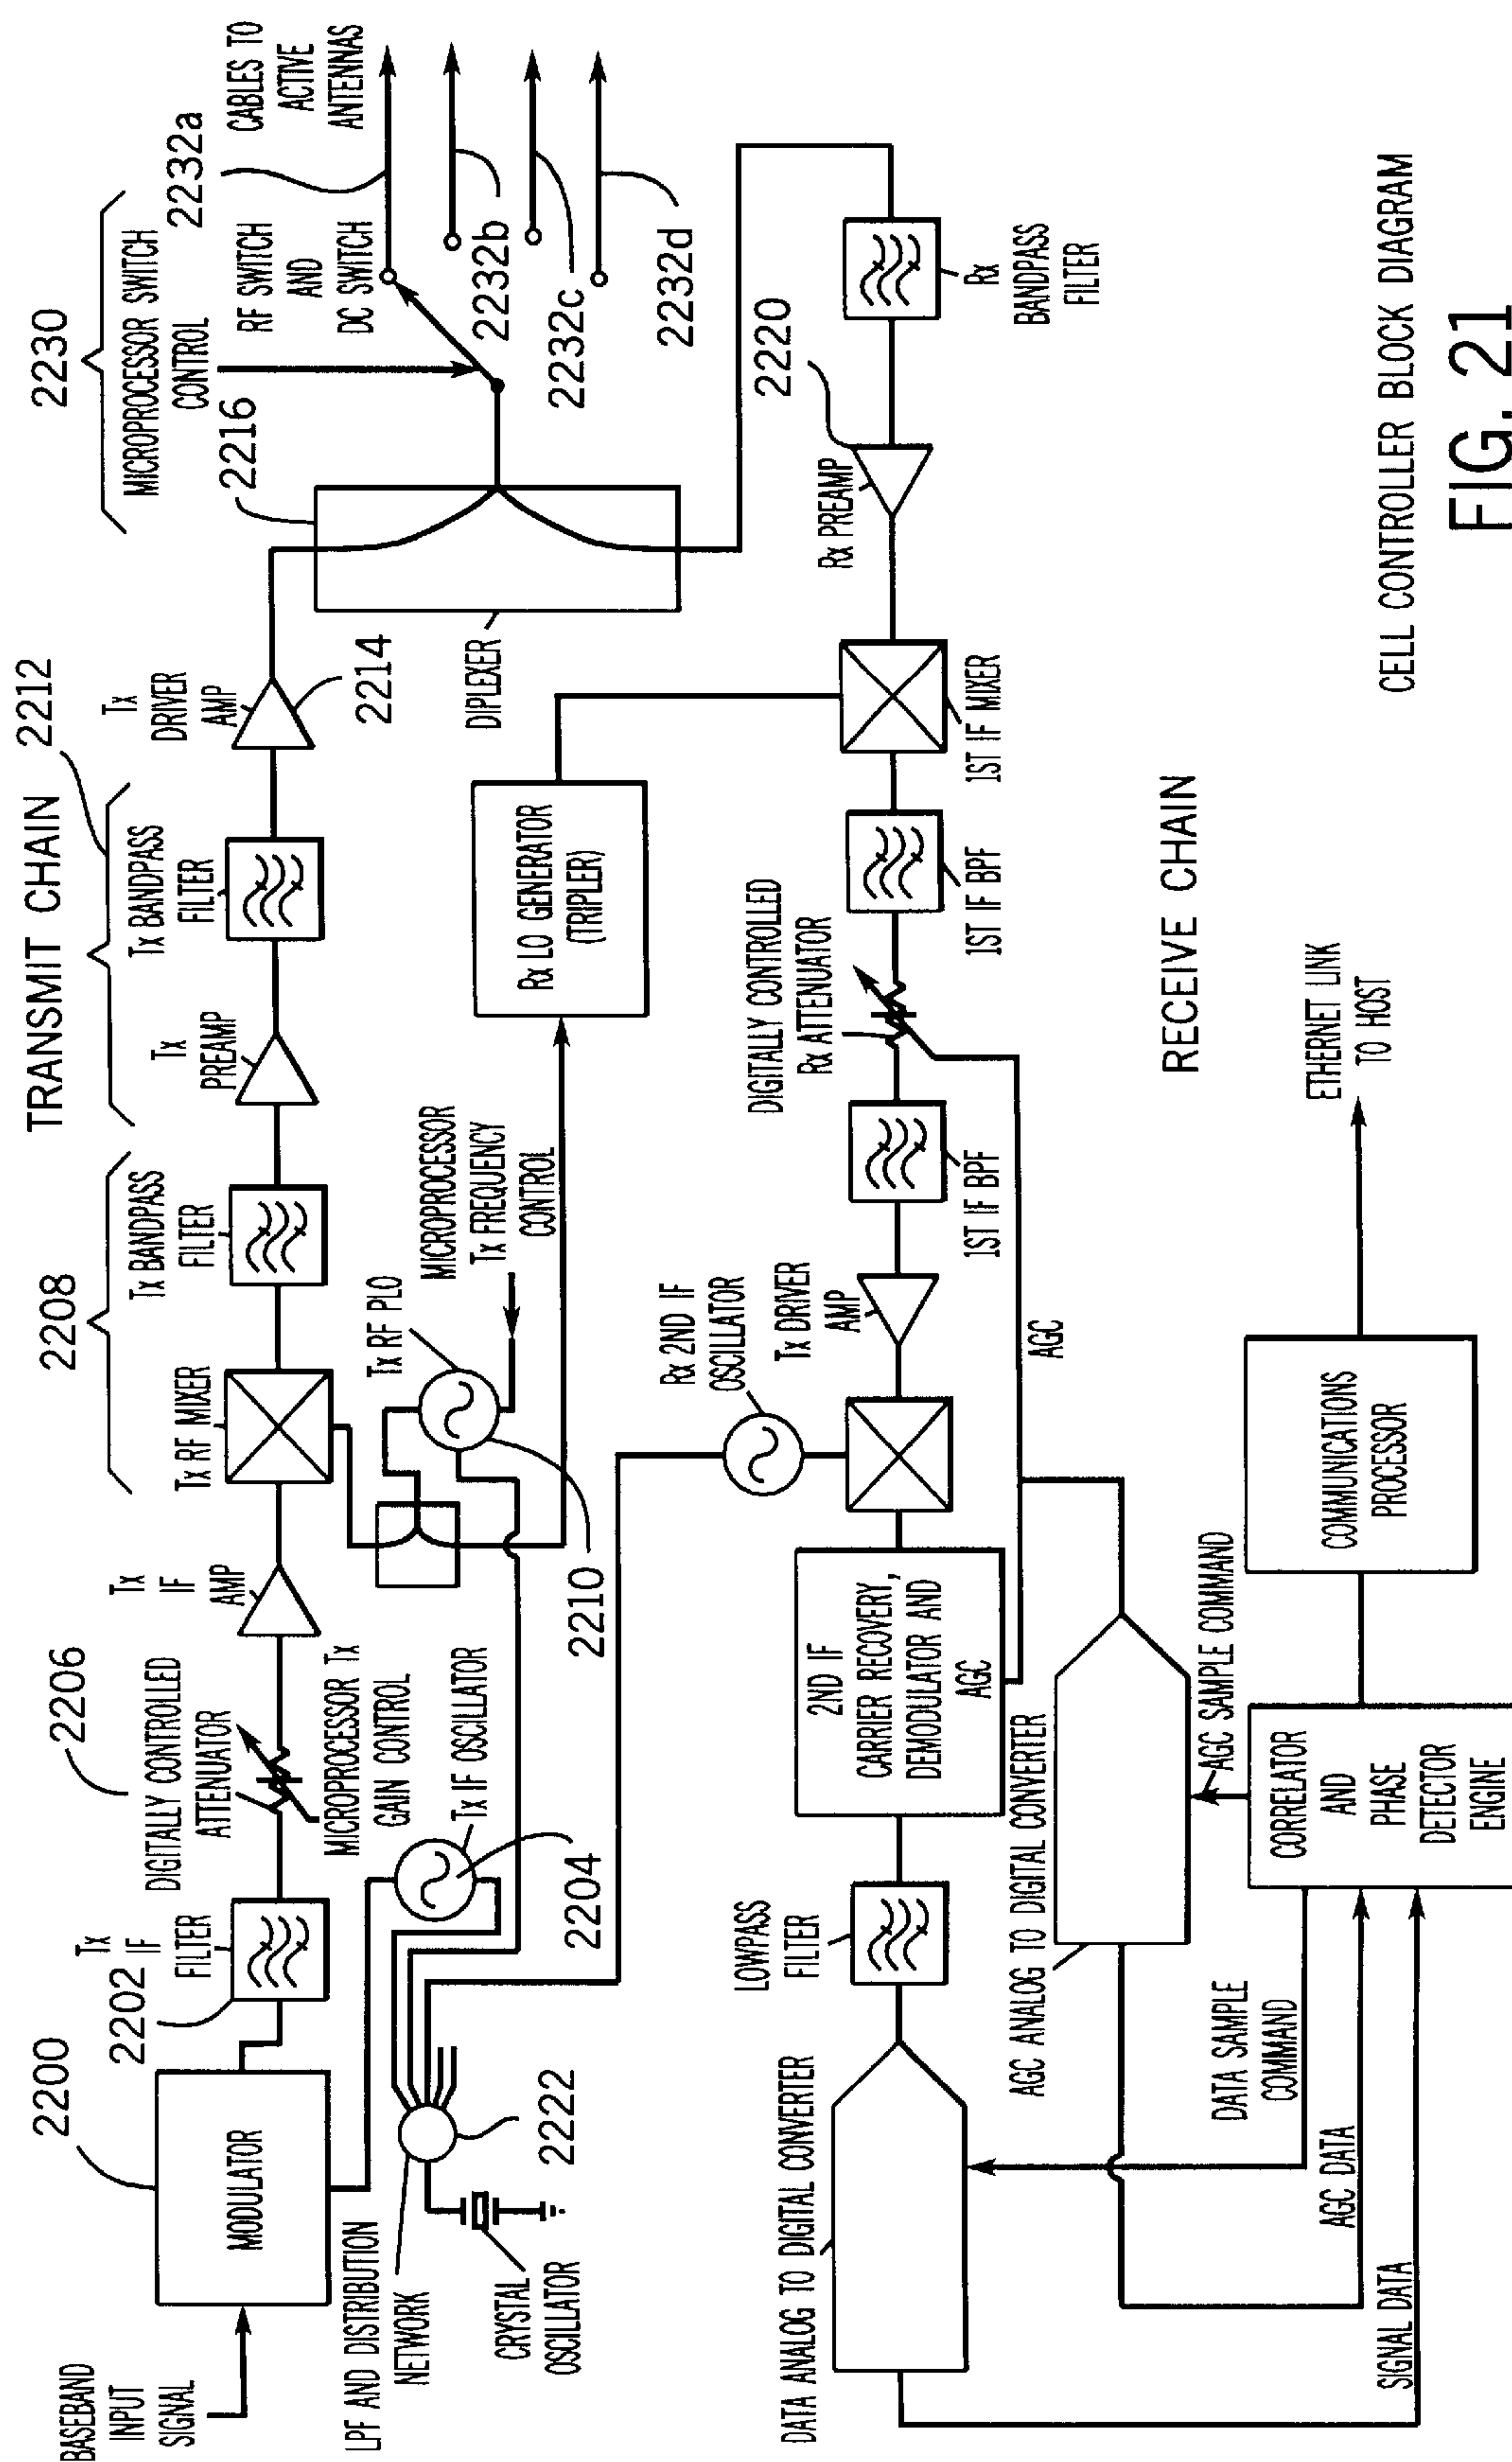 TRANSMIT CHAIN
2200
2202
2206
2208
2212
2230
BASEBAND
INPUT
SIGNAL
MODULATOR
Tx
IF
FILTER
DIGITALLY CONTROLLED
ATTENUATOR
MICROPROCESSOR Tx
GAIN CONTROL
Tx
IF
AMP
Tx RF MIXER
Tx BANDPASS
FILTER
Tx
PREAMP
Tx BANDPASS
FILTER
Tx
DRIVER
AMP
2214
2216
MICROPROCESSOR SWITCH
CONTROL
RF SWITCH
AND
DC SWITCH
2232a
CABLES TO
ACTIVE
ANTENNAS
2232b
2232c
2232d
LPF AND DISTRIBUTION
NETWORK
CRYSTAL
OSCILLATOR
2222
Tx IF OSCILLATOR
2204
Tx RF PLO
2210
MICROPROCESSOR
Tx FREQUENCY
CONTROL
Rx LO GENERATOR
(TRIPLER)
DIPLEXER
DATA ANALOG TO DIGITAL CONVERTER
LOWPASS
FILTER
2ND IF
CARRIER RECOVERY,
DEMODULATOR AND
AGC
Rx 2ND IF
OSCILLATOR
Tx DRIVER
AMP
1ST IF BPF
DIGITALLY CONTROLLED
Rx ATTENUATOR
1ST IF BPF
1ST IF MIXER
Rx PREAMP
2220
Rx
BANDPASS
FILTER
AGC
AGC ANALOG TO DIGITAL CONVERTER
RECEIVE CHAIN
DATA SAMPLE
COMMAND
AGC SAMPLE COMMAND
AGC DATA
SIGNAL DATA
CORRELATOR
AND
PHASE
DETECTOR
ENGINE
COMMUNICATIONS
PROCESSOR
ETHERNET LINK
TO HOST
CELL CONTROLLER BLOCK DIAGRAM
FIG. 21